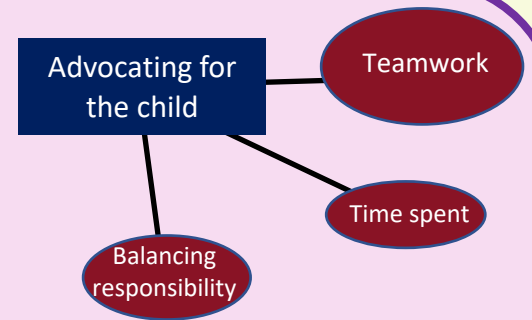 Advocating for
the child
Teamwork
Time spent
Balancing
responsibility